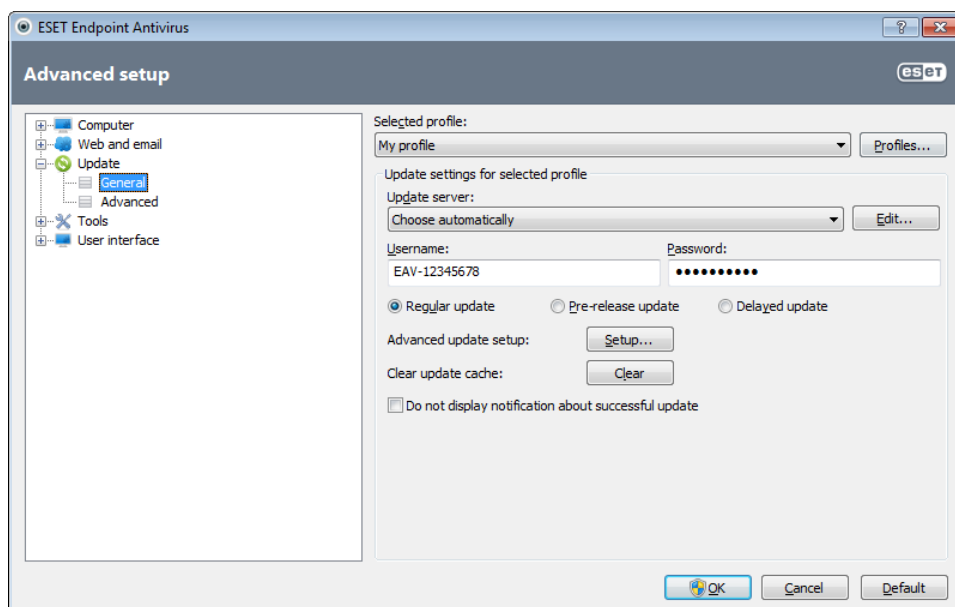 ESET Endpoint Antivirus
?
Advanced setup
eset
Computer
Web and email
Update
General
Advanced
Tools
User interface
Selected profile:
My profile
Profiles...
Update settings for selected profile
Update server:
Choose automatically
Edit...
Username:
Password:
EAV-12345678
••••••••••
Regular update
Pre-release update
Delayed update
Advanced update setup:
Setup...
Clear update cache:
Clear
Do not display notification about successful update
OK
Cancel
Default